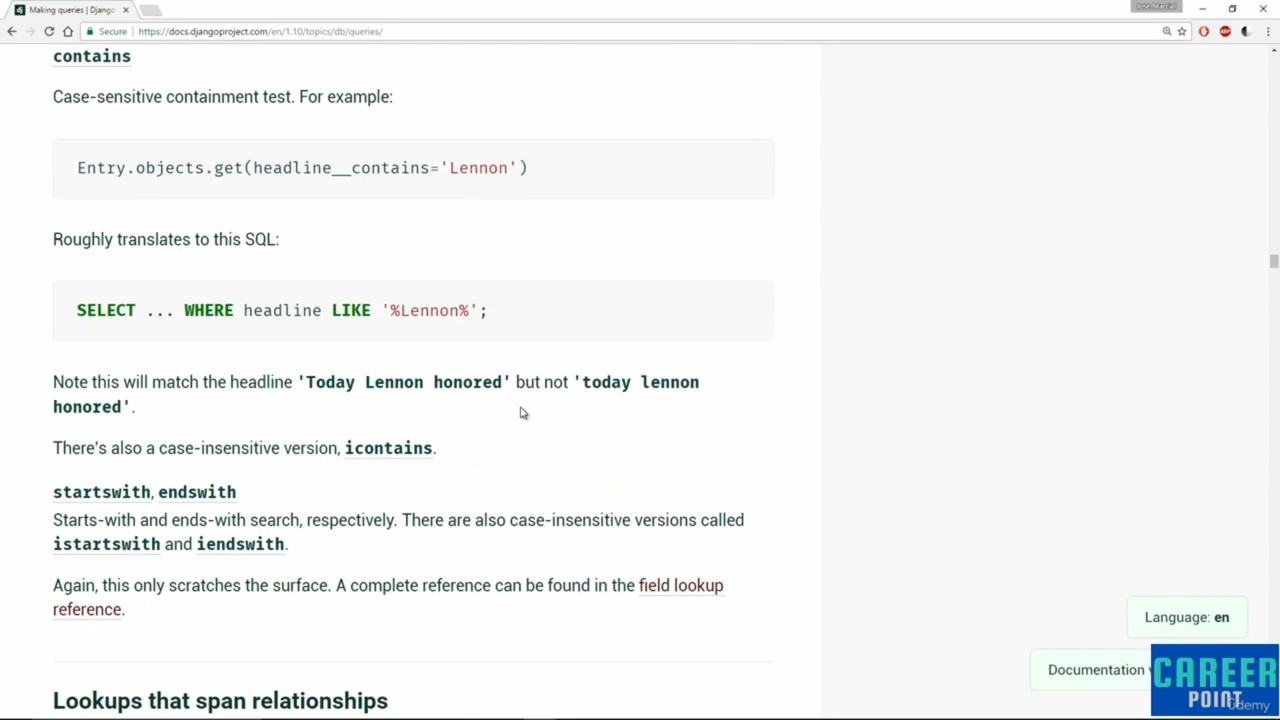 Making queries | Django
Jose Marcial
Secure
https://docs.djangoproject.com/en/1.10/topics/db/queries/
contains
Case-sensitive containment test. For example:
Entry.objects.get(headline__contains='Lennon')
Roughly translates to this SQL:
SELECT ... WHERE headline LIKE '%Lennon%';
Note this will match the headline 'Today Lennon honored' but not 'today lennon
honored'.
There's also a case-insensitive version, icontains.
startswith, endswith
Starts-with and ends-with search, respectively. There are also case-insensitive versions called
istartswith and iendswith.
Again, this only scratches the surface. A complete reference can be found in the field lookup
reference.
Language: en
Documentation
CAREER
POINT
Udemy
Lookups that span relationships